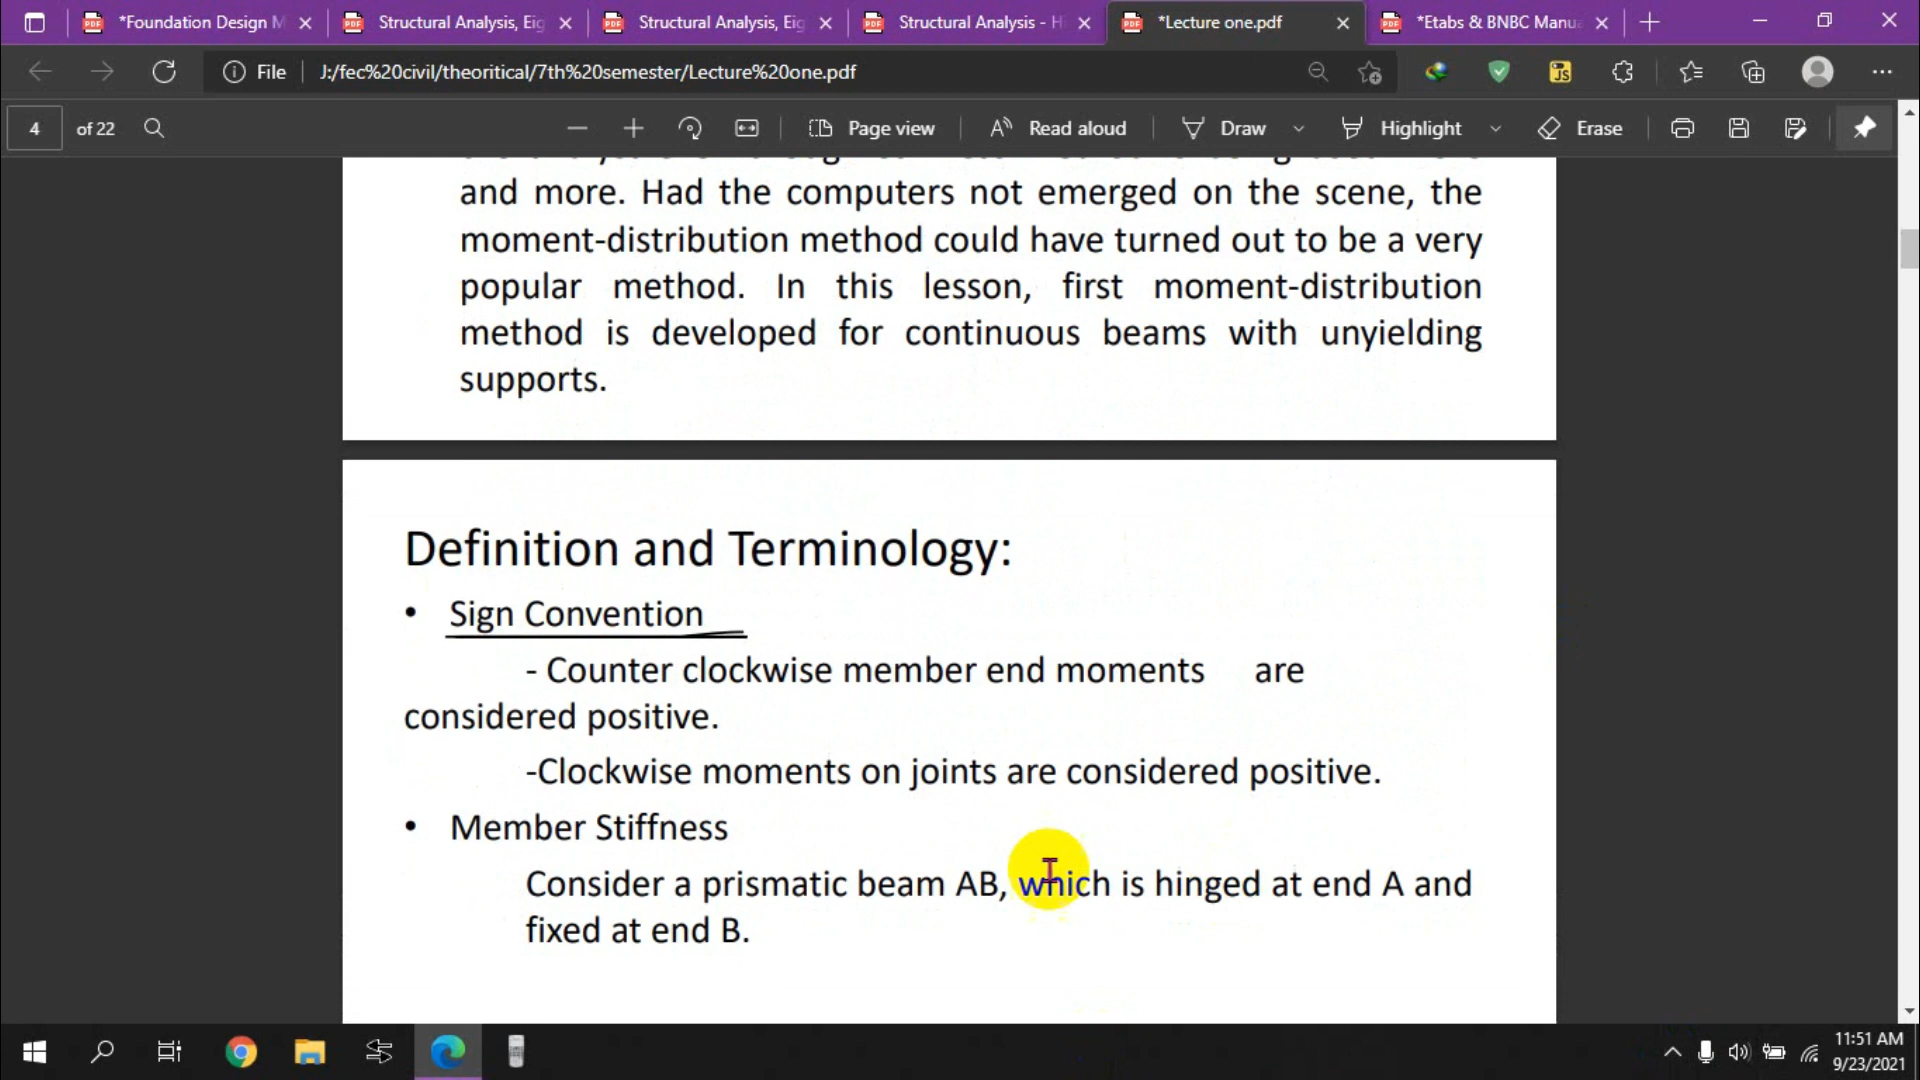 *Foundation Design M
Structural Analysis, Eig
Structural Analysis, Eig
Structural Analysis - Hi
*Lecture one.pdf
*Etabs & BNBC Manua
File
J:/fec%20civil/theoritical/7th%20semester/Lecture%20one.pdf
4 of 22
Page view
Read aloud
Draw
Highlight
Erase
and more. Had the computers not emerged on the scene, the
moment-distribution method could have turned out to be a very
popular method. In this lesson, first moment-distribution
method is developed for continuous beams with unyielding
supports.
Definition and Terminology:
• Sign Convention
- Counter clockwise member end moments are
considered positive.
-Clockwise moments on joints are considered positive.
• Member Stiffness
Consider a prismatic beam AB, which is hinged at end A and
fixed at end B.
11:51 AM
9/23/2021